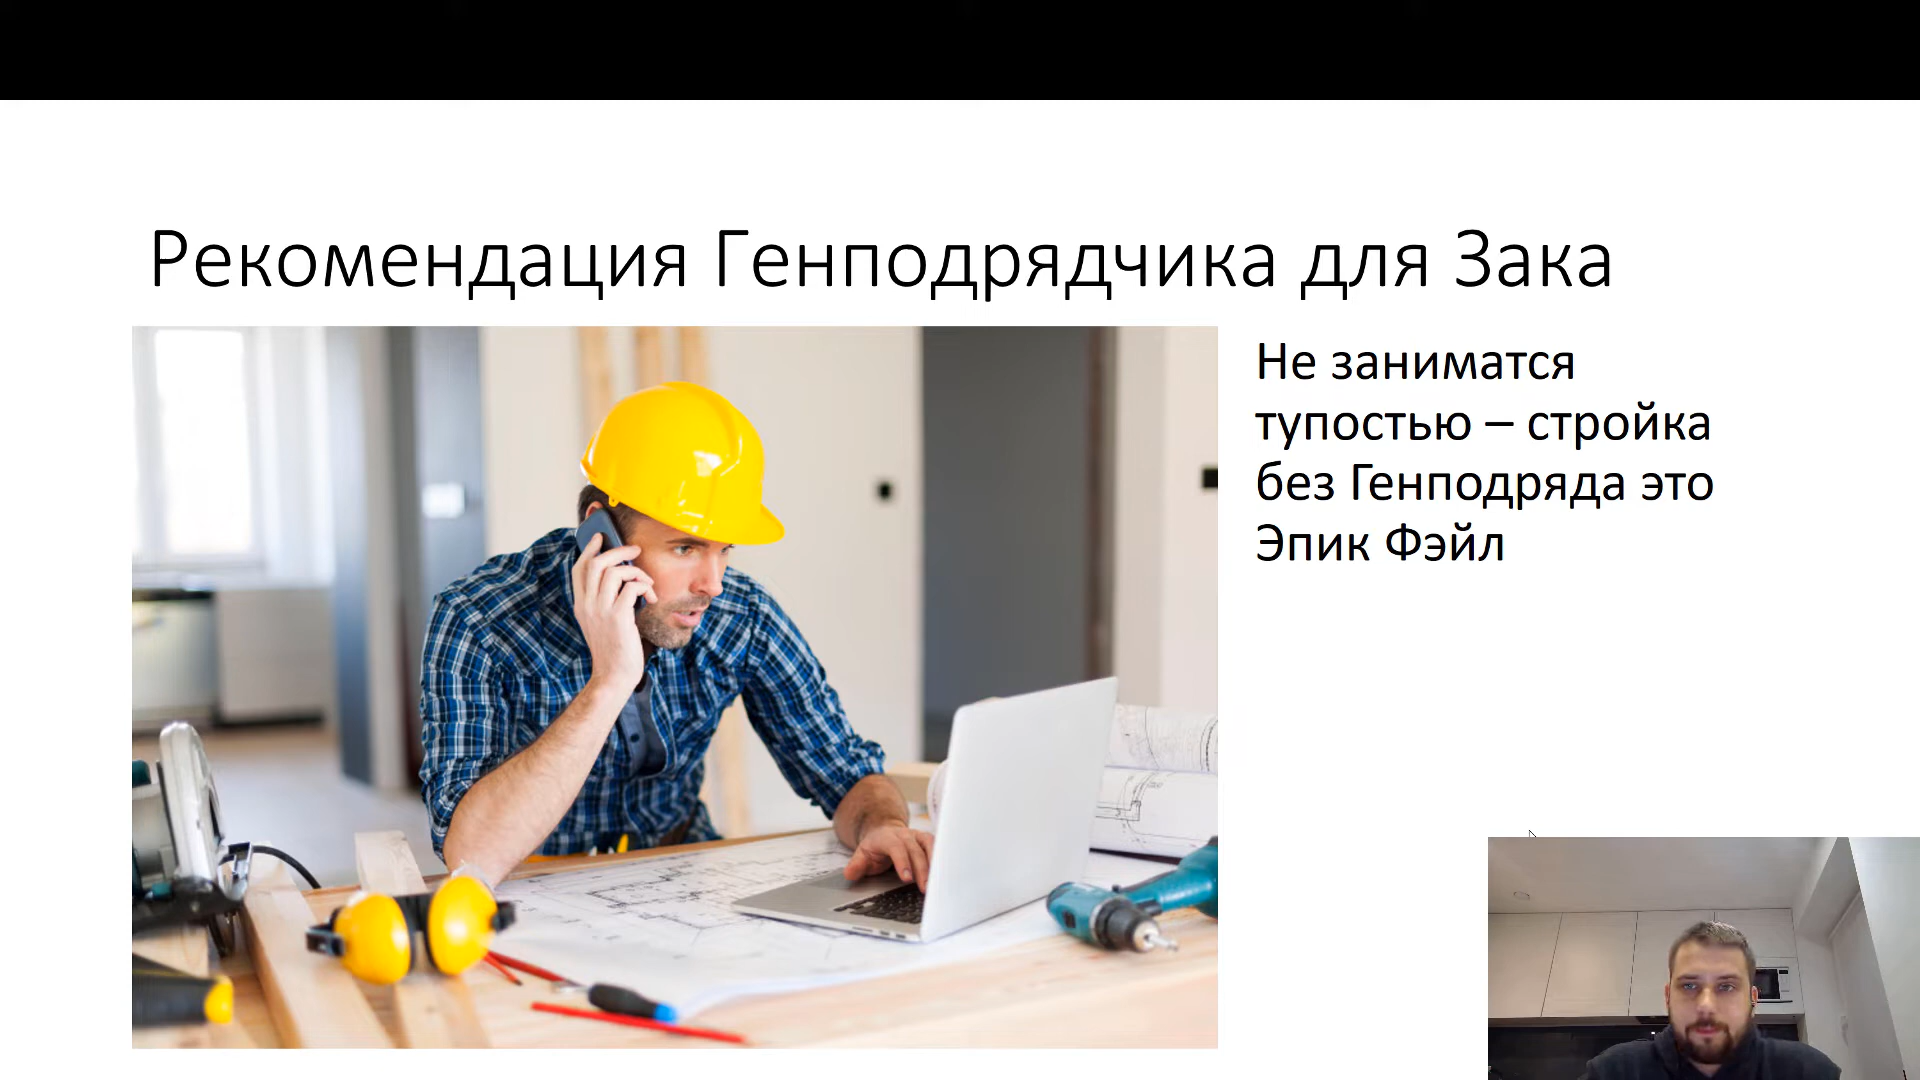 Рекомендация Генподрядчика для Зака
Не заниматся
тупостью – стройка
без Генподряда это
Эпик Фэйл